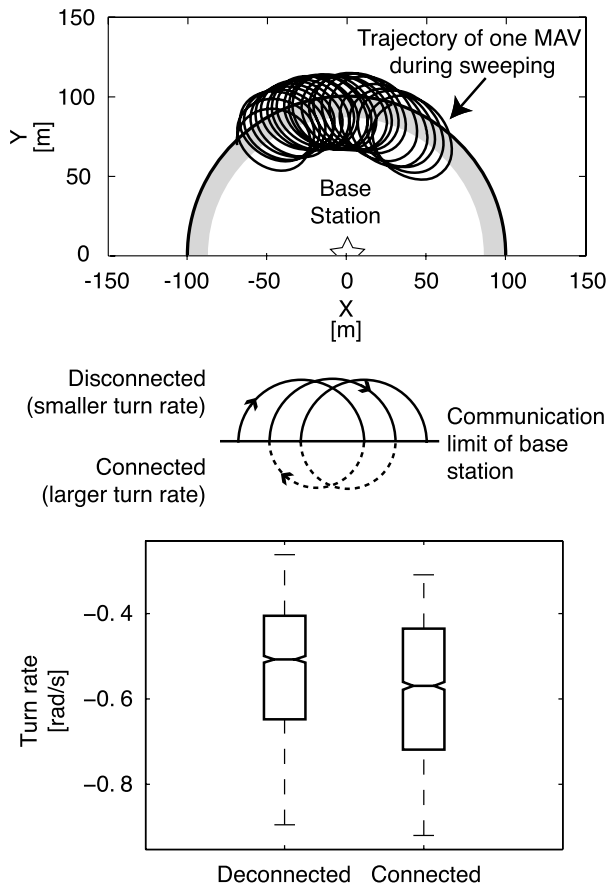 150
Trajectory of one MAV
during sweeping
100
Y
[m]
50
Base
Station
0
-150 -100 -50 0 50 100 150
X
[m]
Disconnected
(smaller turn rate)
Communication
limit of base
station
Connected
(larger turn rate)
-0.4
Turn rate
[rad/s]
-0.6
-0.8
Deconnected Connected